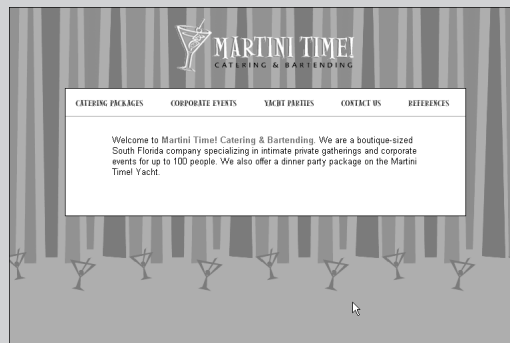 MARTINI TIME!
CATERING & BARTENDING
CATERING PACKAGES CORPORATE EVENTS YACHT PARTIES CONTACT US REFERENCES
Welcome to Martini Time! Catering & Bartending. We are a boutique-sized
South Florida company specializing in intimate private gatherings and corporate
events for up to 100 people. We also offer a dinner party package on the Martini
Time! Yacht.